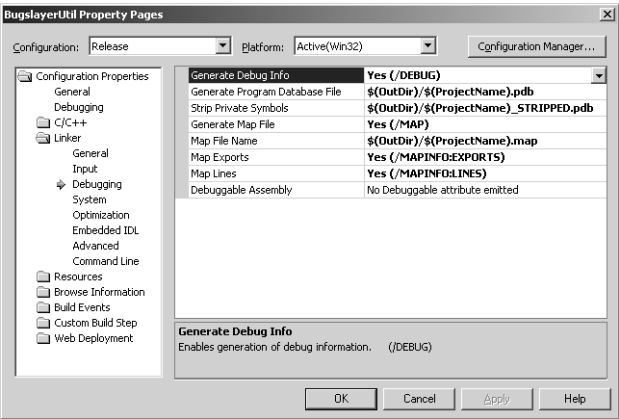 BugslayerUtil Property Pages
Configuration: Release Platform: Active(Win32) Configuration Manager...
Configuration Properties
General
Debugging
C/C++
Linker
General
Input
Debugging
System
Optimization
Embedded IDL
Advanced
Command Line
Resources
Browse Information
Build Events
Custom Build Step
Web Deployment
Generate Debug Info Yes (/DEBUG)
Generate Program Database File $(OutDir)/$(ProjectName).pdb
Strip Private Symbols $(OutDir)/$(ProjectName)_STRIPPED.pdb
Generate Map File Yes (/MAP)
Map File Name $(OutDir)/$(ProjectName).map
Map Exports Yes (/MAPINFO:EXPORTS)
Map Lines Yes (/MAPINFO:LINES)
Debuggable Assembly No Debuggable attribute emitted
Generate Debug Info
Enables generation of debug information. (/DEBUG)
OK Cancel Apply Help